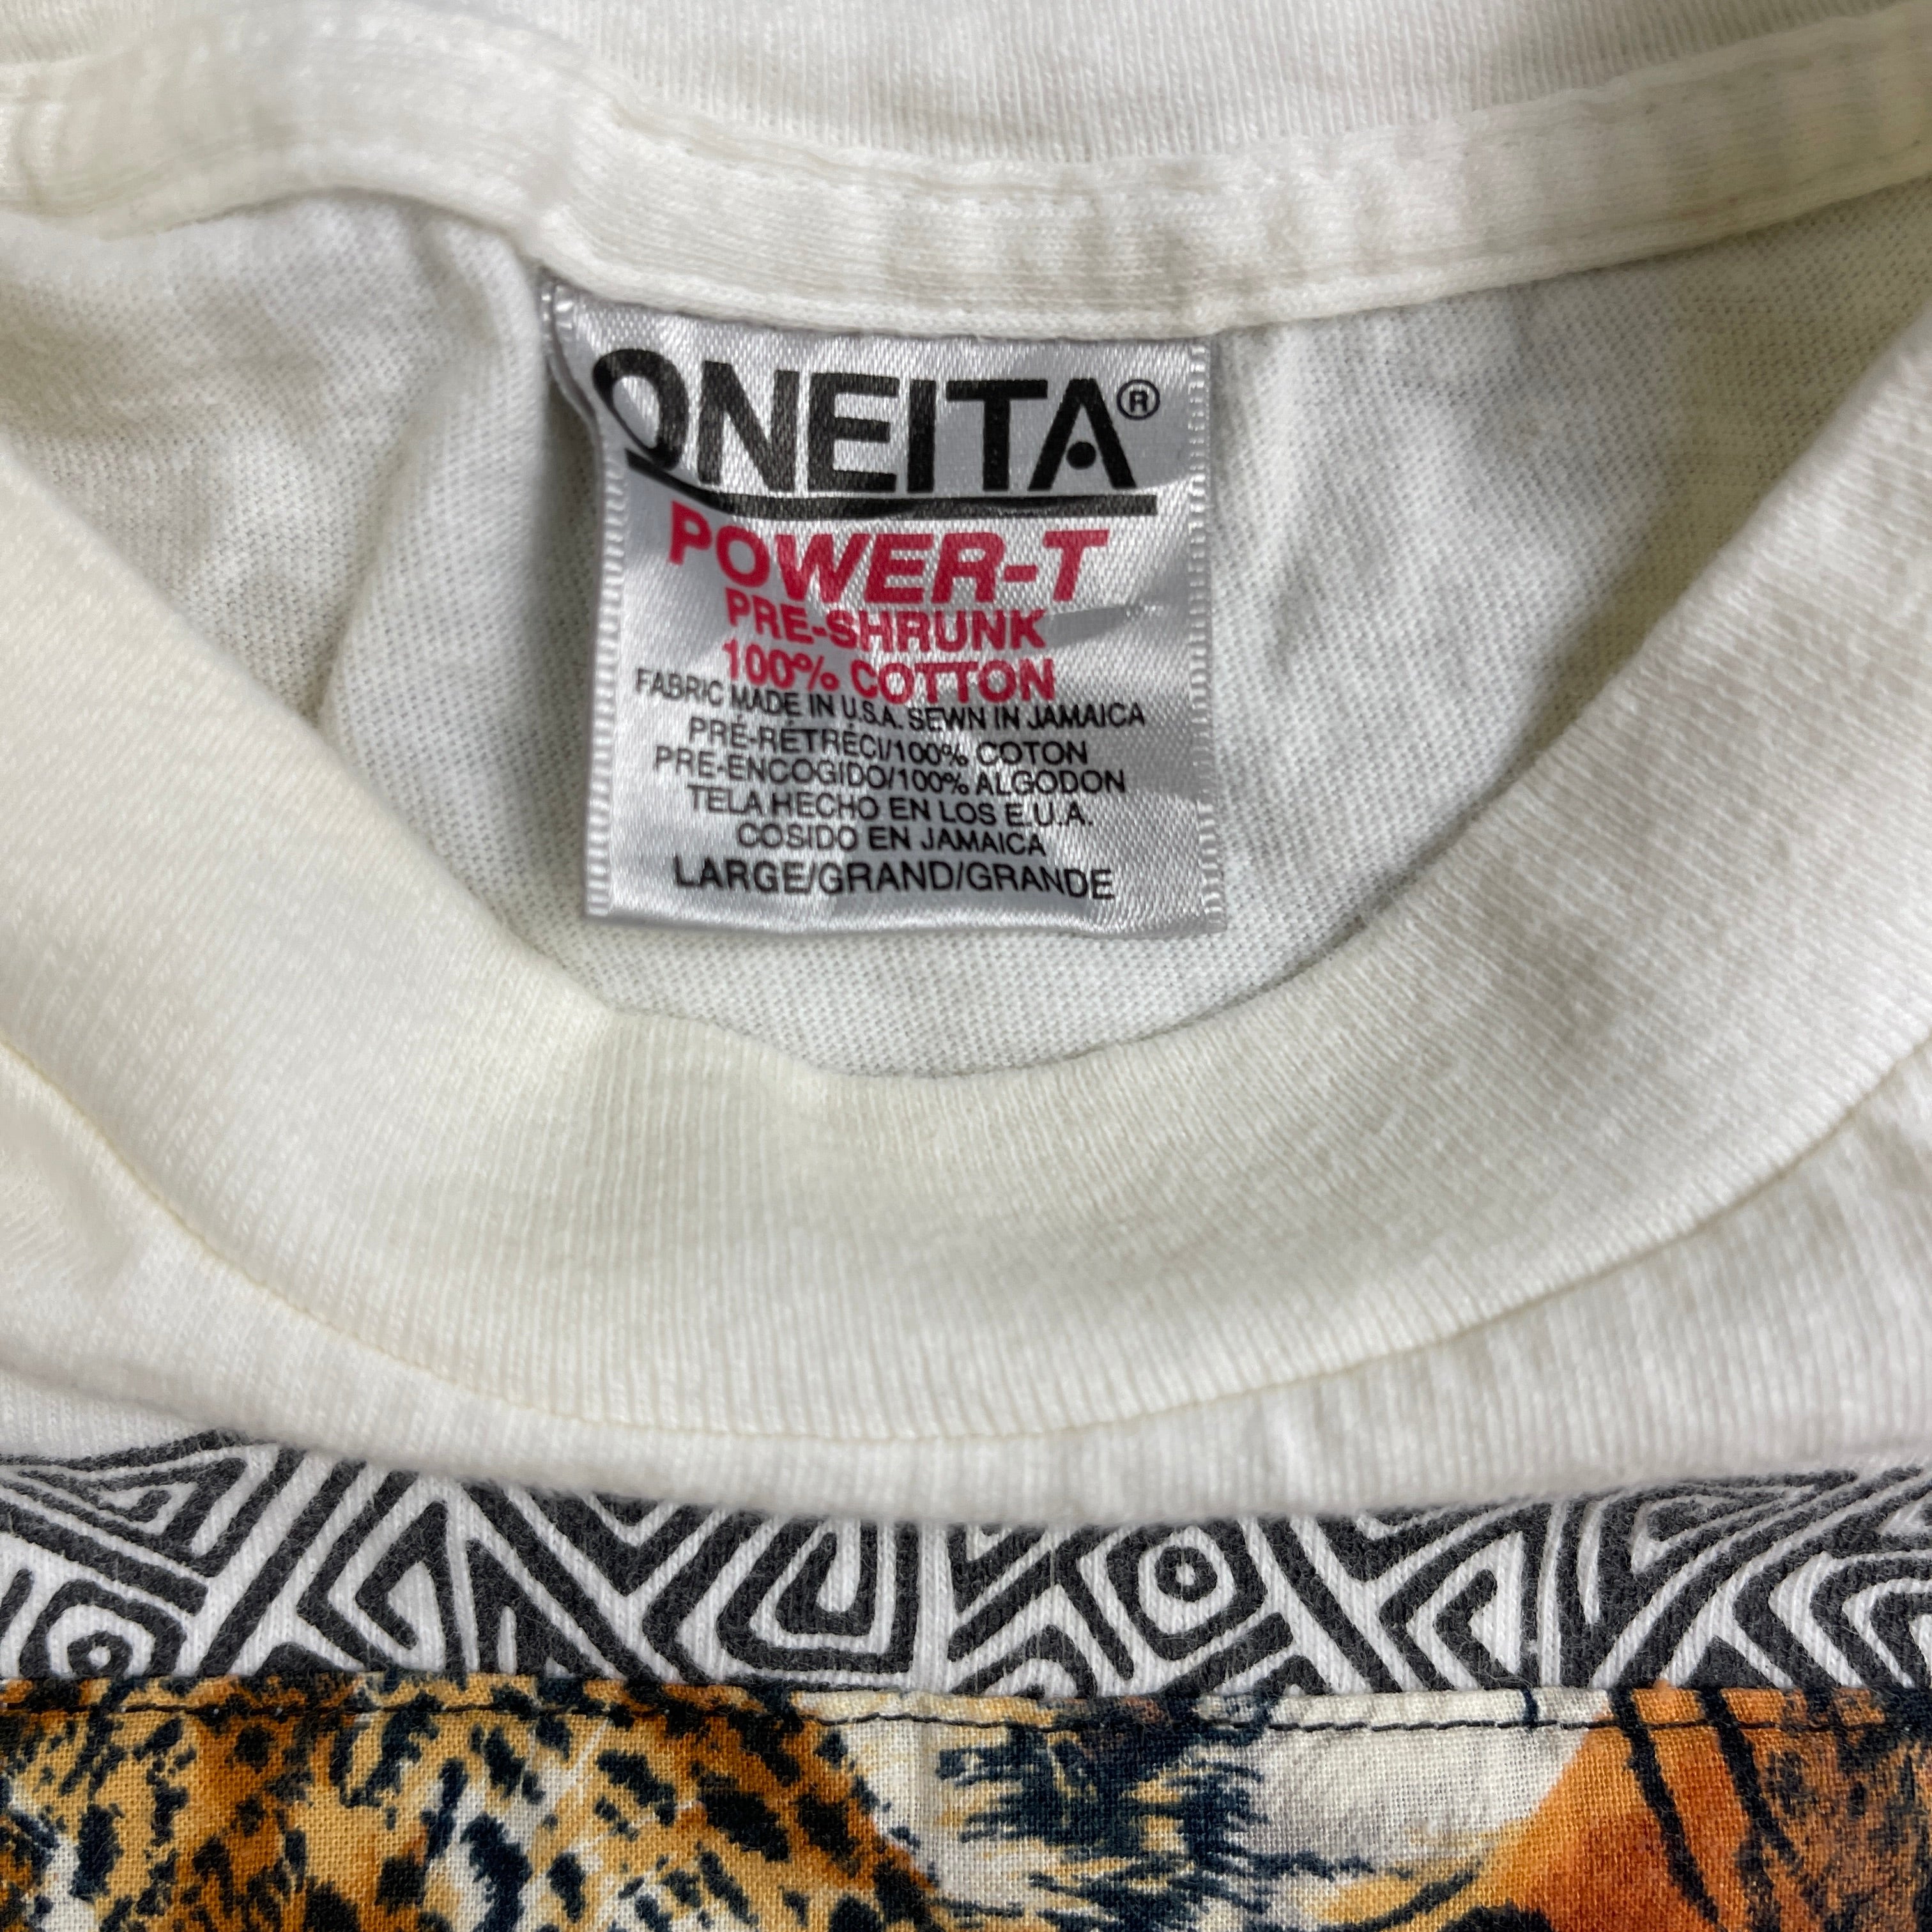 ONEITA®
POWER-T
PRE-SHRUNK
100% COTTON
FABRIC MADE IN U.S.A. SEWN IN JAMAICA
PRÉ-RÉTRÉCI/100% COTON
PRE-ENCOGIDO/100% ALGODON
TELA HECHO EN LOS E.U.A.
COSIDO EN JAMAICA
LARGE/GRAND/GRANDE